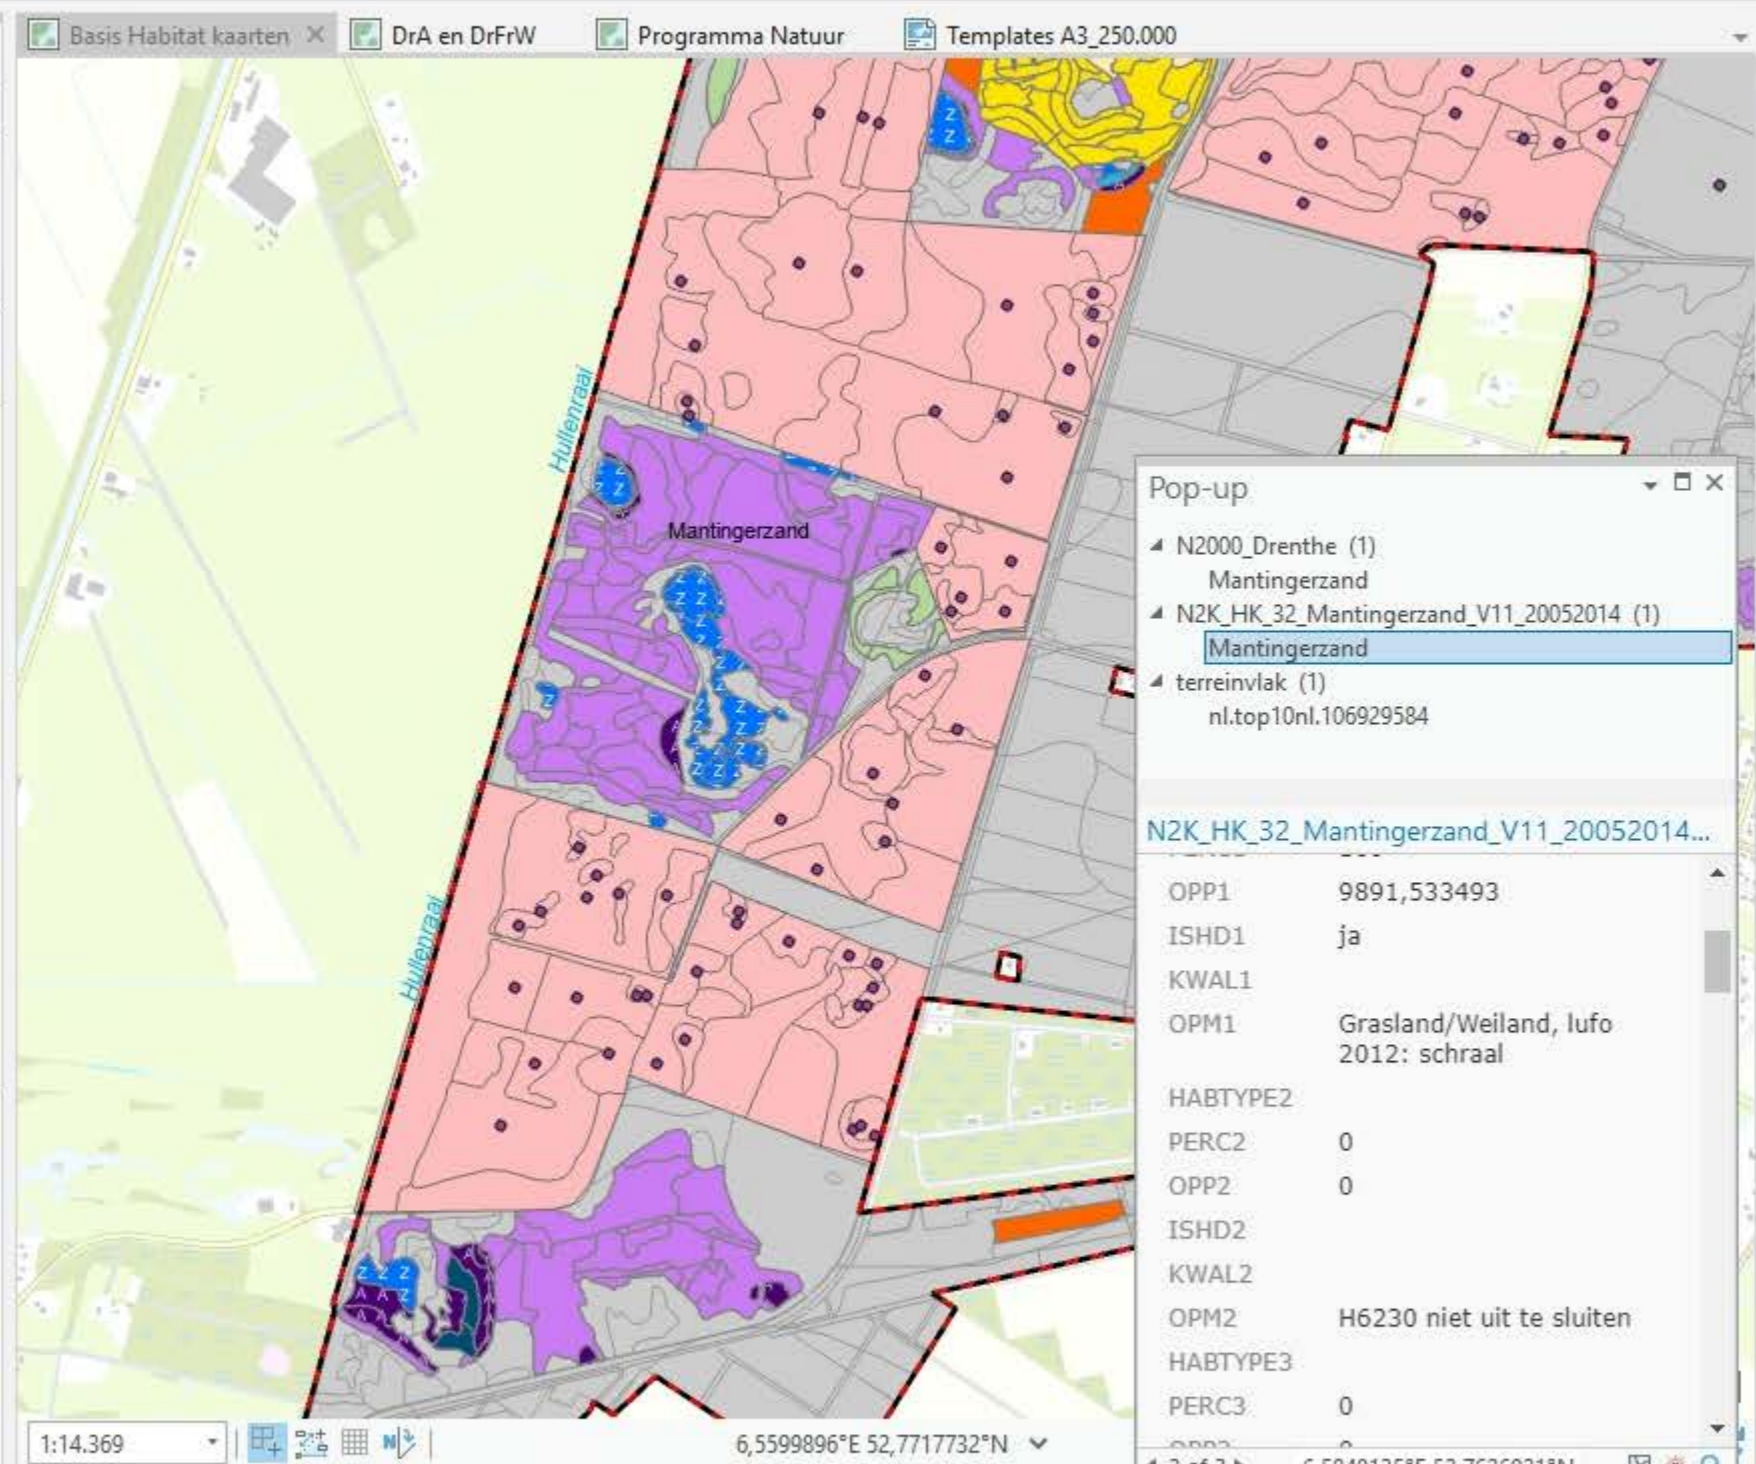 Basis Habitat kaarten
DrA en DrFrW
Programma Natuur
Templates A3_250.000
Hullenraai
Mantingerzand
Hullenraai
Pop-up
N2000_Drenthe (1)
Mantingerzand
N2K_HK_32_Mantingerzand_V11_20052014 (1)
Mantingerzand
terreinvlak (1)
nl.top10nl.106929584
N2K_HK_32_Mantingerzand_V11_20052014...
OPP1 9891,533493
ISHD1 ja
KWAL1
OPM1 Grasland/Weiland, lufo
2012: schraal
HABTYPE2
PERC2 0
OPP2 0
ISHD2
KWAL2
OPM2 H6230 niet uit te sluiten
HABTYPE3
PERC3 0
1:14.369
6,5599896°E 52,7717732°N